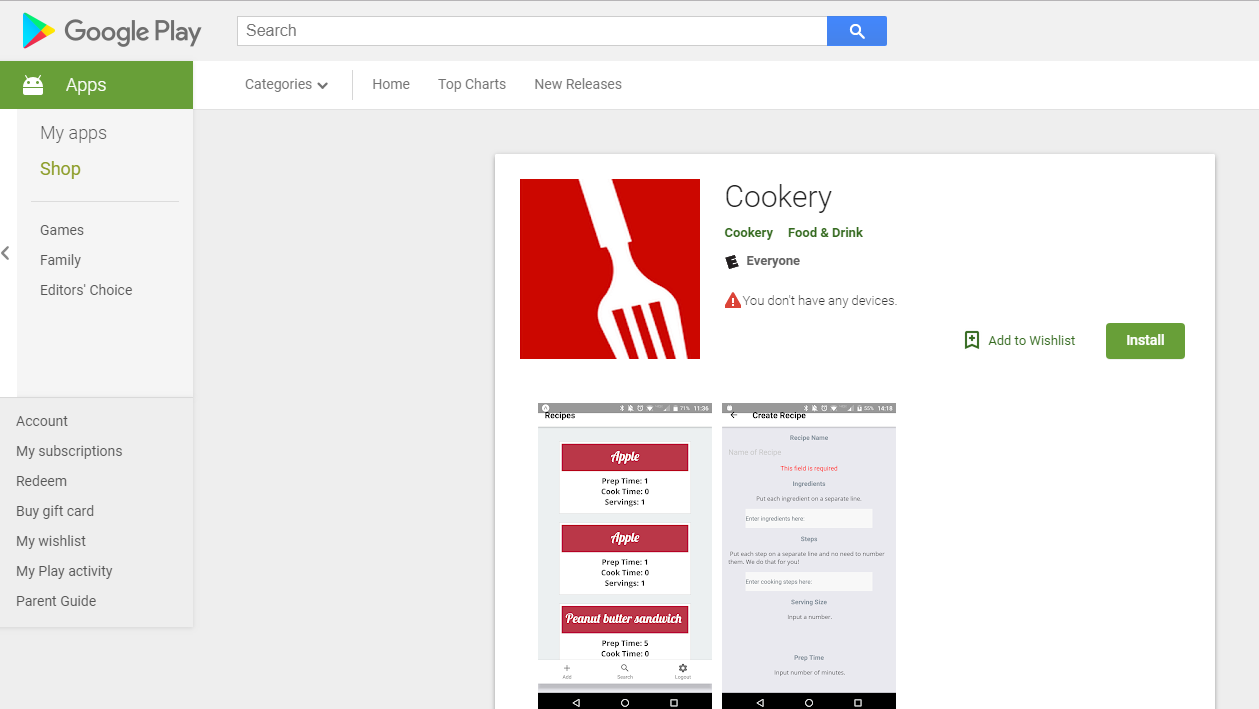 Google Play
Search
Apps
Categories
Home
Top Charts
New Releases
My apps
Shop
Games
Family
Editors' Choice
Account
My subscriptions
Redeem
Buy gift card
My wishlist
My Play activity
Parent Guide
Cookery
Cookery Food & Drink
E Everyone
You don't have any devices.
Add to Wishlist
Install
71% 11:36
Recipes
Apple
Prep Time: 1
Cook Time: 0
Servings: 1
Apple
Prep Time: 1
Cook Time: 0
Servings: 1
Peanut butter sandwich
Prep Time: 5
Cook Time: 0
Add Search Logout
55% 14:18
Create Recipe
Recipe Name
Name of Recipe
This field is required
Ingredients
Put each ingredient on a separate line.
Enter ingredients here:
Steps
Put each step on a separate line and no need to number
them. We do that for you!
Enter cooking steps here:
Serving Size
Input a number.
Prep Time
Input number of minutes.